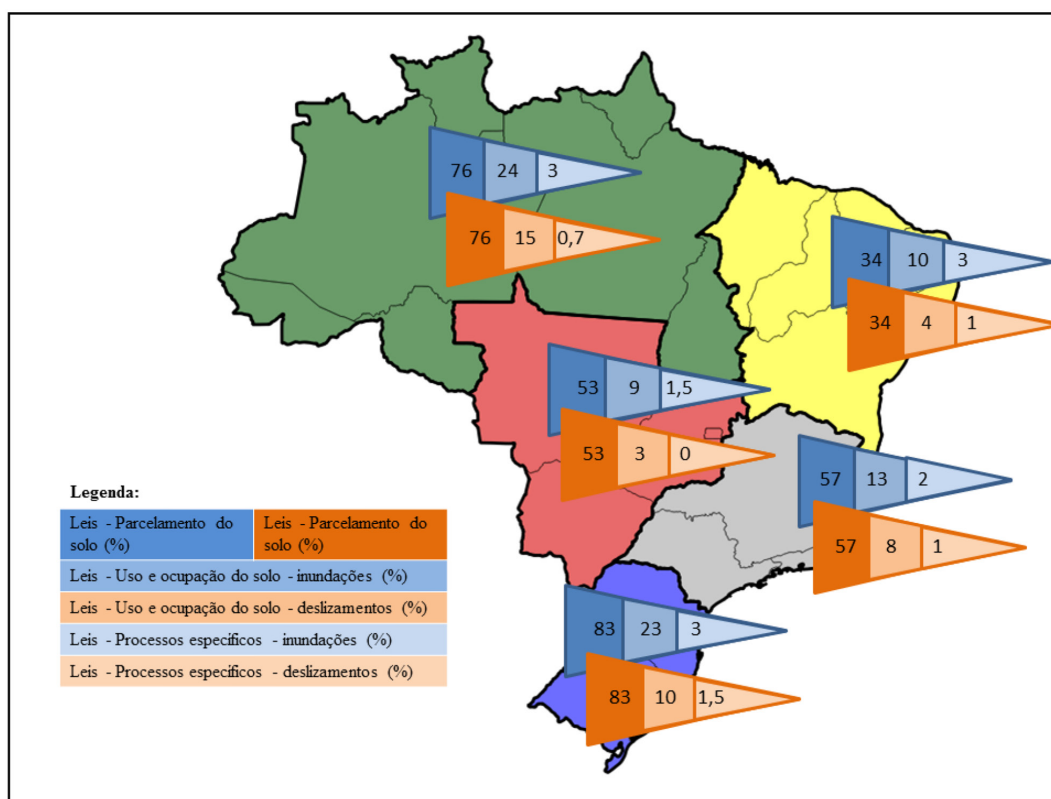 76 24 3
76 15 0,7
34 10 3
34 4 1
53 9 1,5
53 3 0
57 13 2
57 8 1
83 23 3
83 10 1,5
Legenda:
Leis - Parcelamento do
solo (%)
Leis - Parcelamento do
solo (%)
Leis - Uso e ocupação do solo - inundações (%)
Leis - Uso e ocupação do solo - deslizamentos (%)
Leis - Processos específicos - inundações (%)
Leis - Processos específicos - deslizamentos (%)